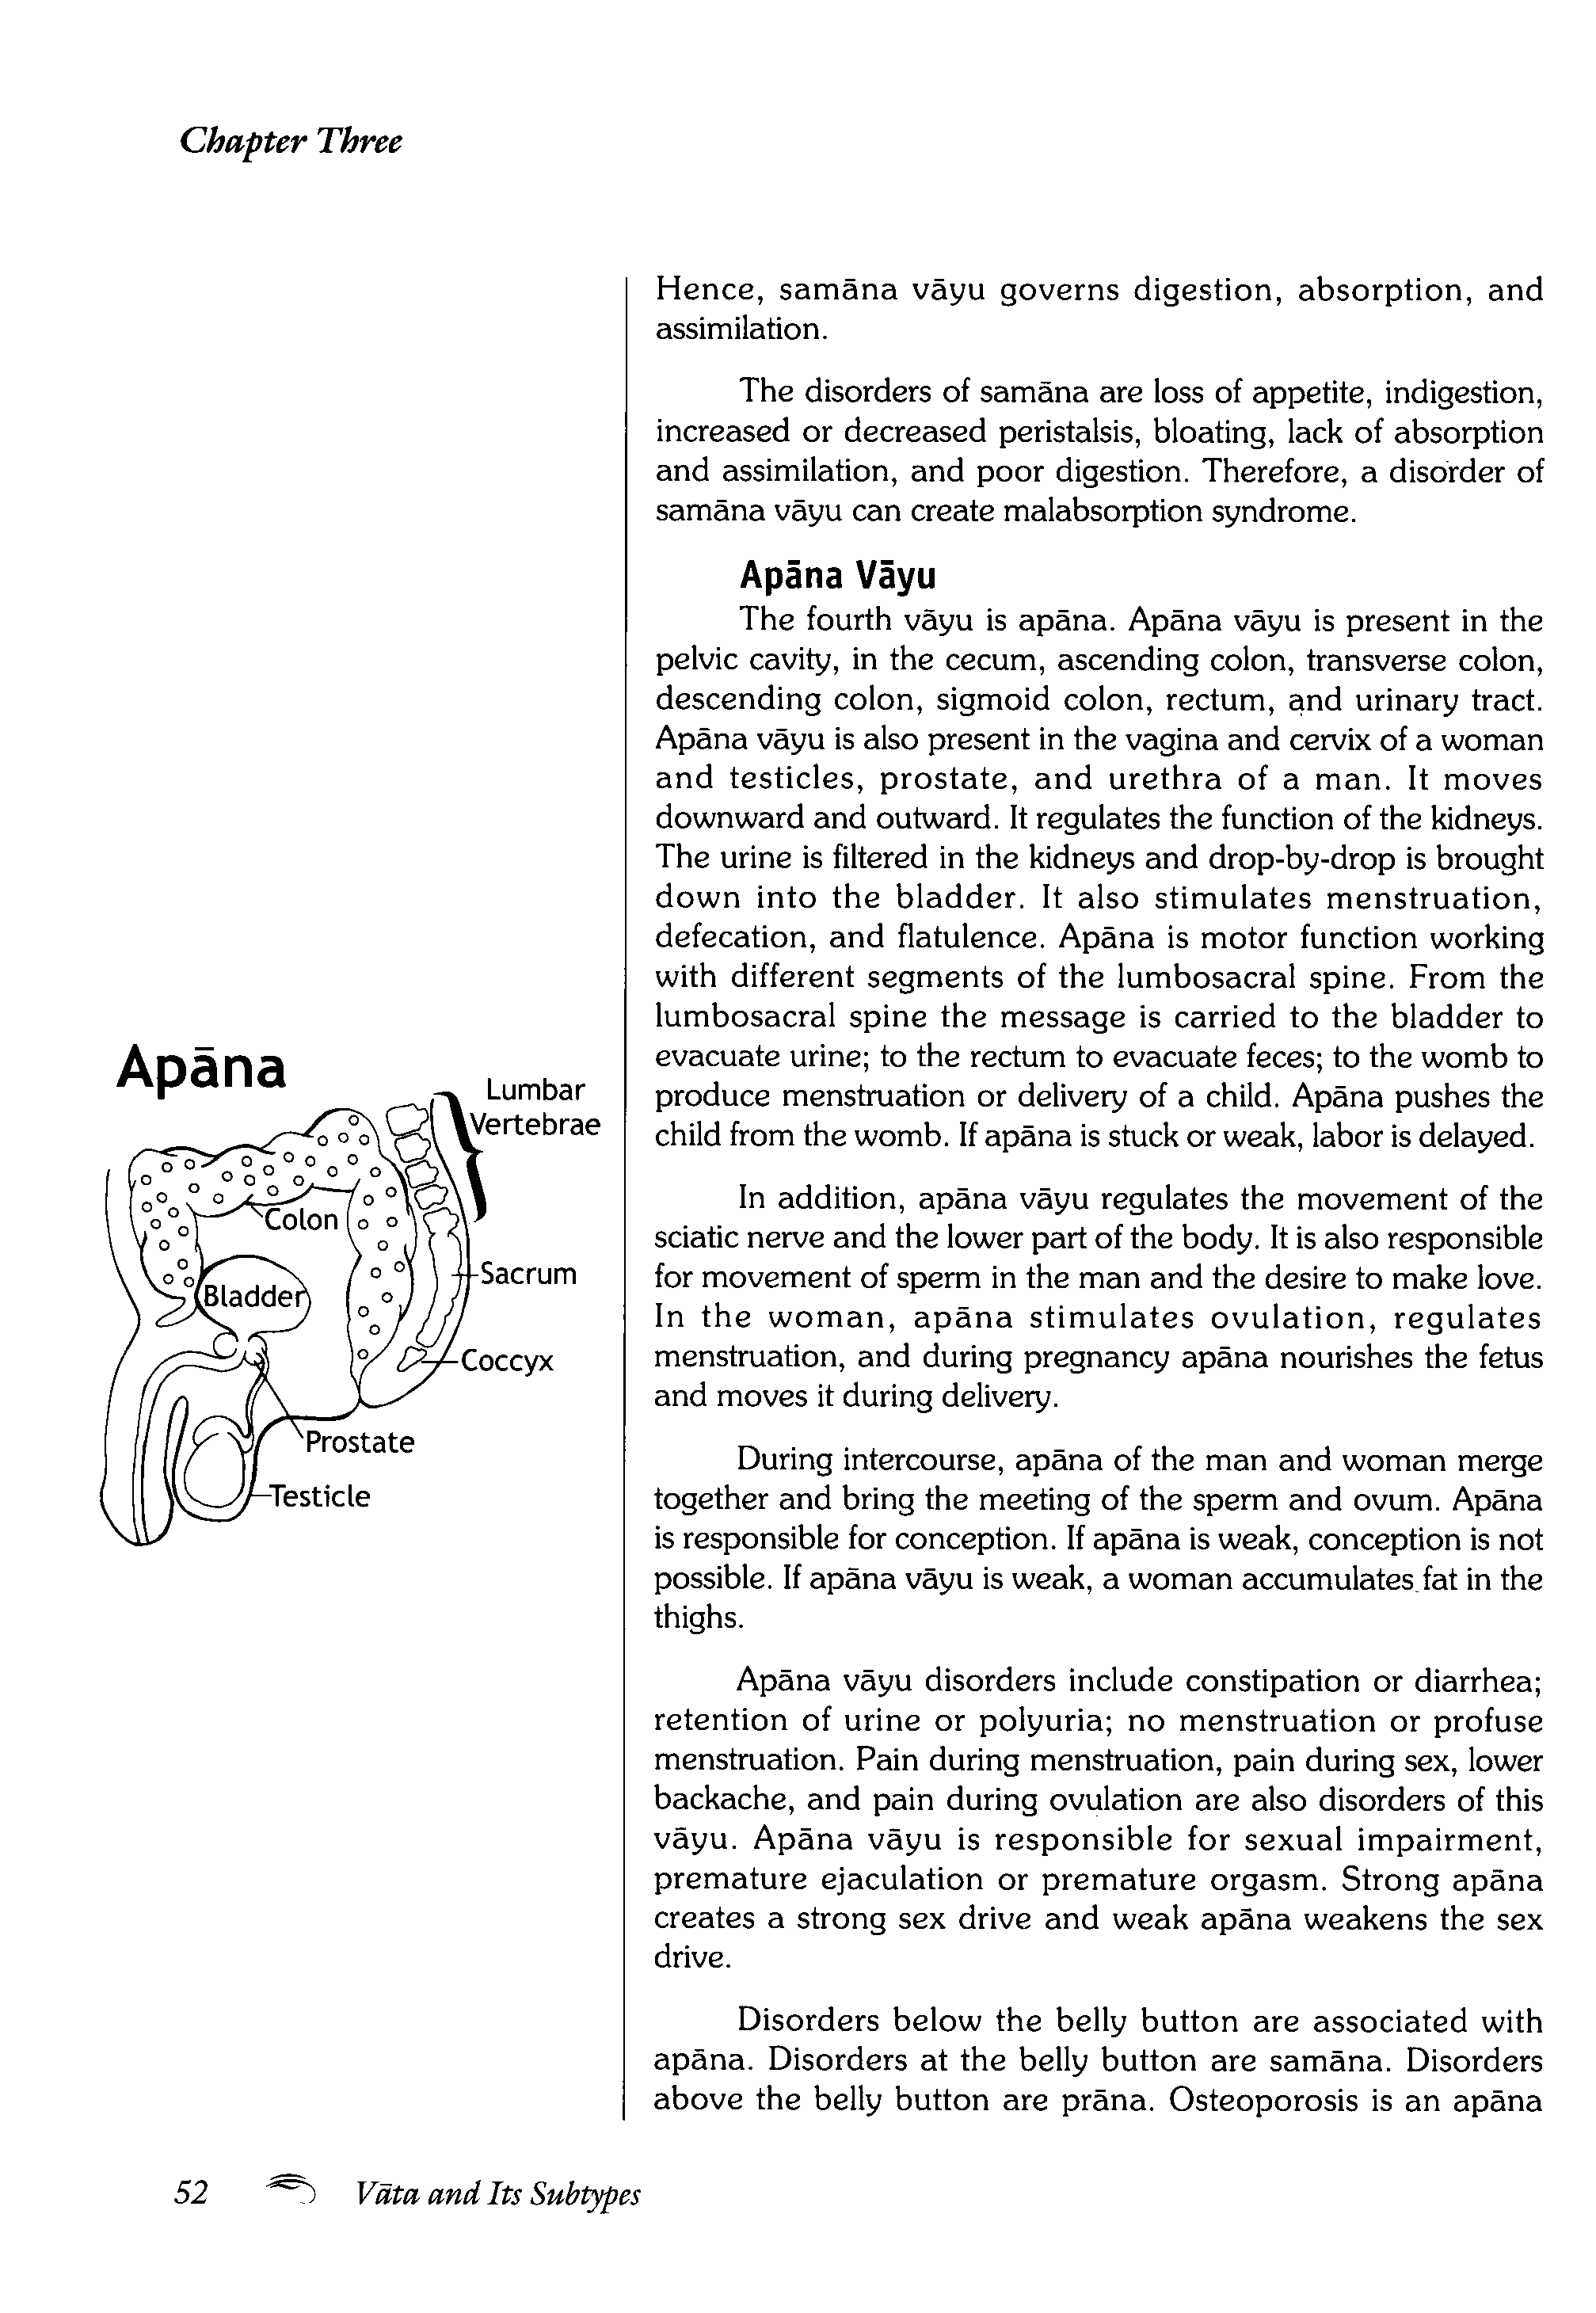 Chapter Three
Hence, samāna vāyu governs digestion, absorption, and
assimilation.
The disorders of samāna are loss of appetite, indigestion,
increased or decreased peristalsis, bloating, lack of absorption
and assimilation, and poor digestion. Therefore, a disorder of
samāna vāyu can create malabsorption syndrome.
Apāna Vāyu
The fourth vāyu is apāna. Apāna vāyu is present in the
pelvic cavity, in the cecum, ascending colon, transverse colon,
descending colon, sigmoid colon, rectum, and urinary tract.
Apāna vāyu is also present in the vagina and cervix of a woman
and testicles, prostate, and urethra of a man. It moves
downward and outward. It regulates the function of the kidneys.
The urine is filtered in the kidneys and drop-by-drop is brought
down into the bladder. It also stimulates menstruation,
defecation, and flatulence. Apāna is motor function working
with different segments of the lumbosacral spine. From the
lumbosacral spine the message is carried to the bladder to
evacuate urine; to the rectum to evacuate feces; to the womb to
produce menstruation or delivery of a child. Apāna pushes the
child from the womb. If apāna is stuck or weak, labor is delayed.
In addition, apāna vāyu regulates the movement of the
sciatic nerve and the lower part of the body. It is also responsible
for movement of sperm in the man and the desire to make love.
In the woman, apāna stimulates ovulation, regulates
menstruation, and during pregnancy apāna nourishes the fetus
and moves it during delivery.
During intercourse, apāna of the man and woman merge
together and bring the meeting of the sperm and ovum. Apāna
is responsible for conception. If apāna is weak, conception is not
possible. If apāna vāyu is weak, a woman accumulates fat in the
thighs.
Apāna vāyu disorders include constipation or diarrhea;
retention of urine or polyuria; no menstruation or profuse
menstruation. Pain during menstruation, pain during sex, lower
backache, and pain during ovulation are also disorders of this
vāyu. Apāna vāyu is responsible for sexual impairment,
premature ejaculation or premature orgasm. Strong apāna
creates a strong sex drive and weak apāna weakens the sex
drive.
Disorders below the belly button are associated with
apāna. Disorders at the belly button are samāna. Disorders
above the belly button are prāna. Osteoporosis is an apāna
Apāna
Lumbar
Vertebrae
Colon
Sacrum
Bladder
Coccyx
Prostate
Testicle
52 Vāta and Its Subtypes